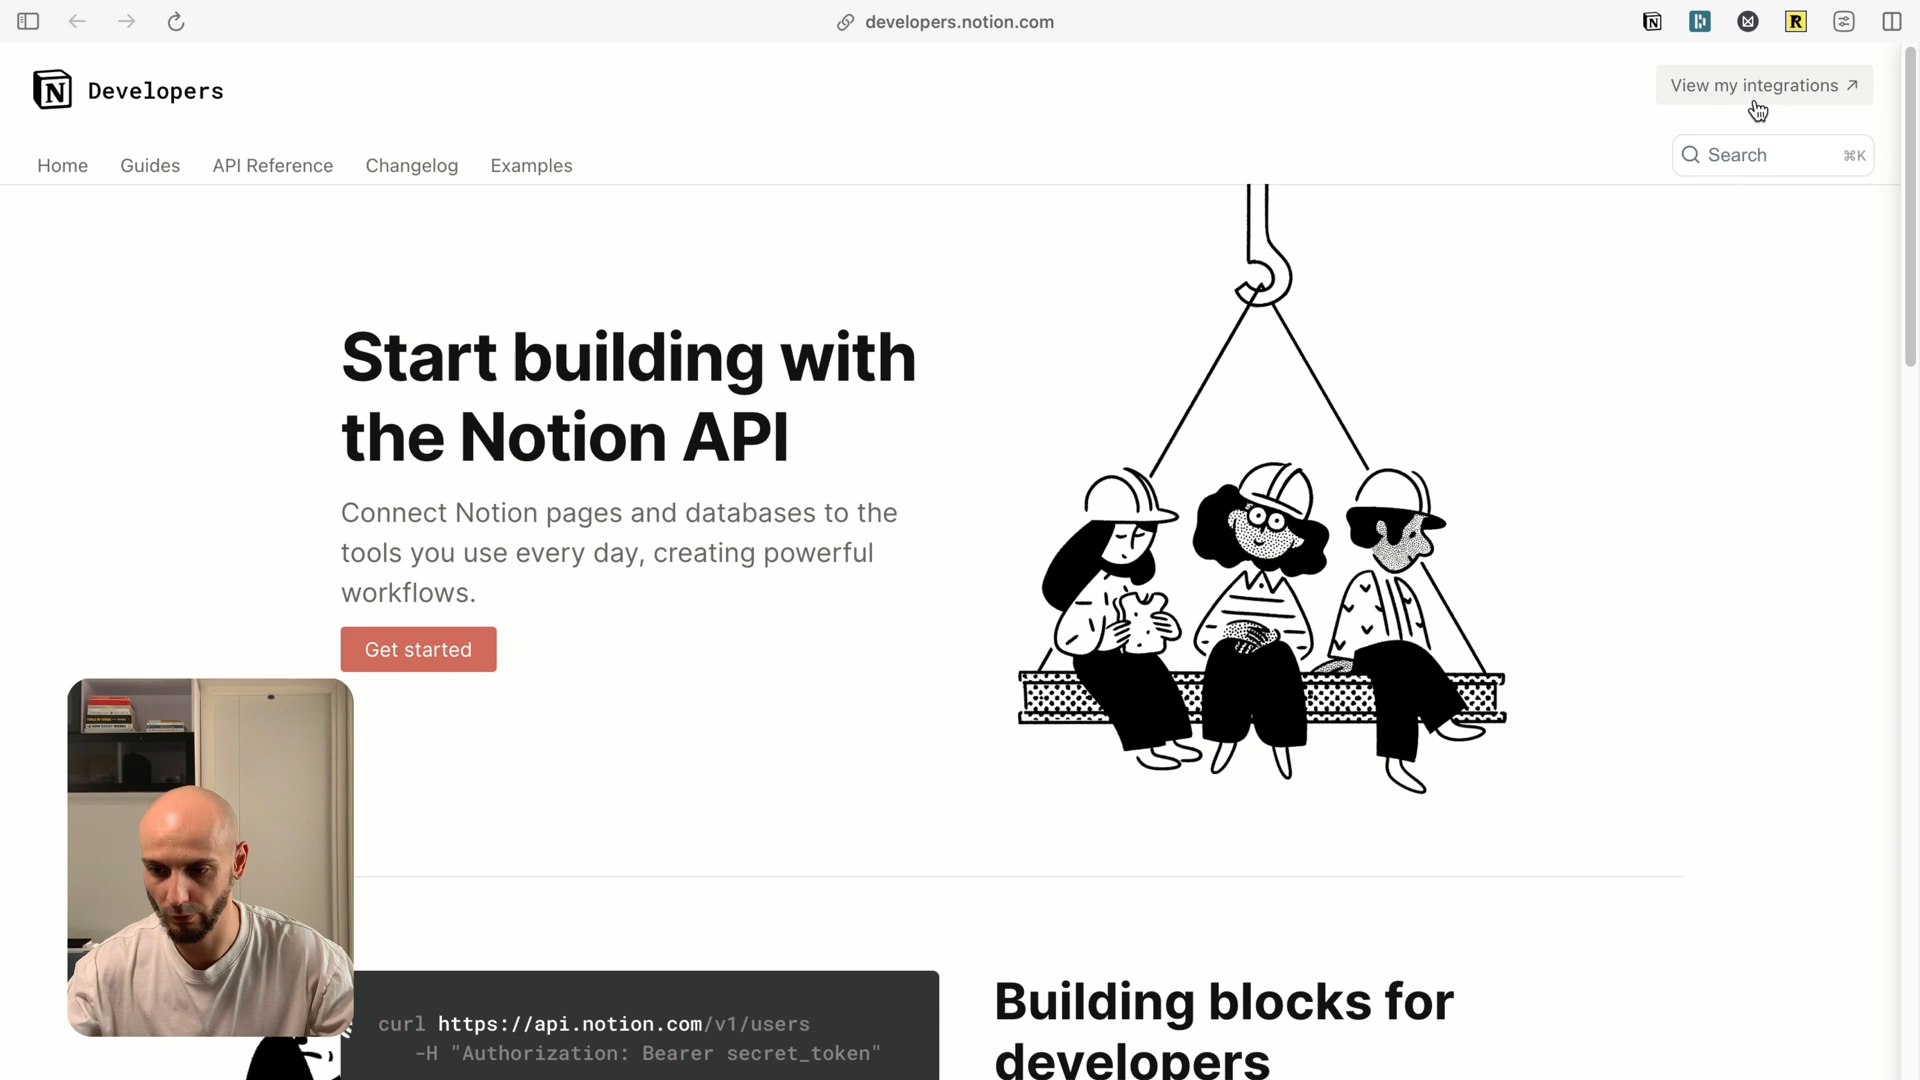 developers.notion.com
N
R
N Developers
View my integrations ↗
Search
⌘K
Home
Guides
API Reference
Changelog
Examples
Start building with
the Notion API
Connect Notion pages and databases to the
tools you use every day, creating powerful
workflows.
Get started
curl https://api.notion.com/v1/users
-H "Authorization: Bearer secret_token"
Building blocks for
developers